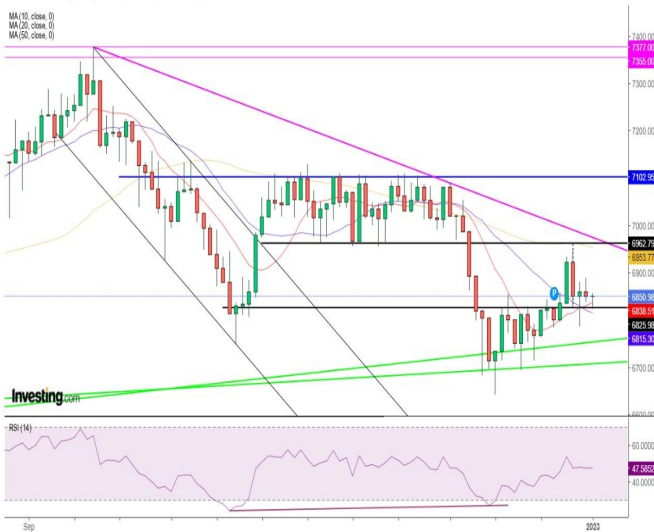 MA (10, close, 0)
MA (20, close, 0)
MA (50, close, 0)
7400.00
7377.00
7355.00
7300.00
7200.00
7102.95
7000.00
6962.79
6953.77
6900.00
6850.98
6838.51
6825.98
6815.30
6700.00
6600.00
P
Investing.com
RSI (14)
60.0000
47.5852
40.0000
Sep
2023